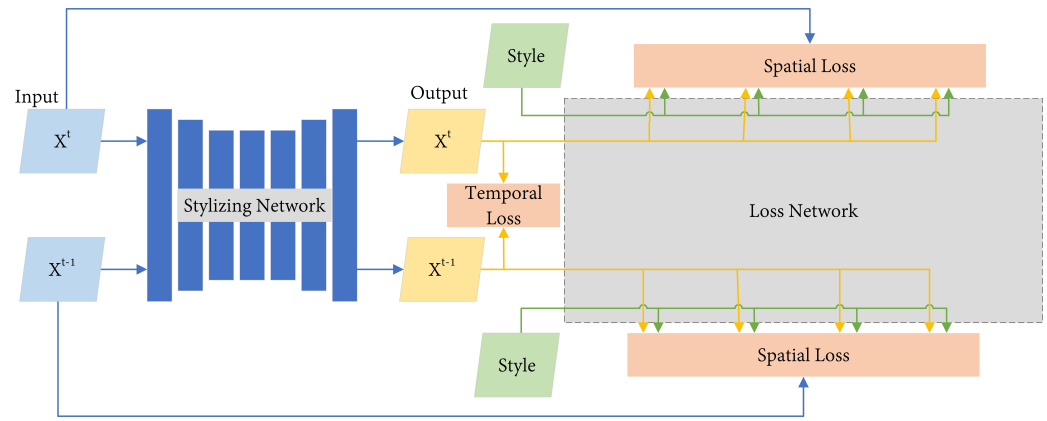 Style
Spatial Loss
Input
Output
X^t
X^t
Temporal
Loss
Stylizing Network
Loss Network
X^t-1
X^t-1
Style
Spatial Loss